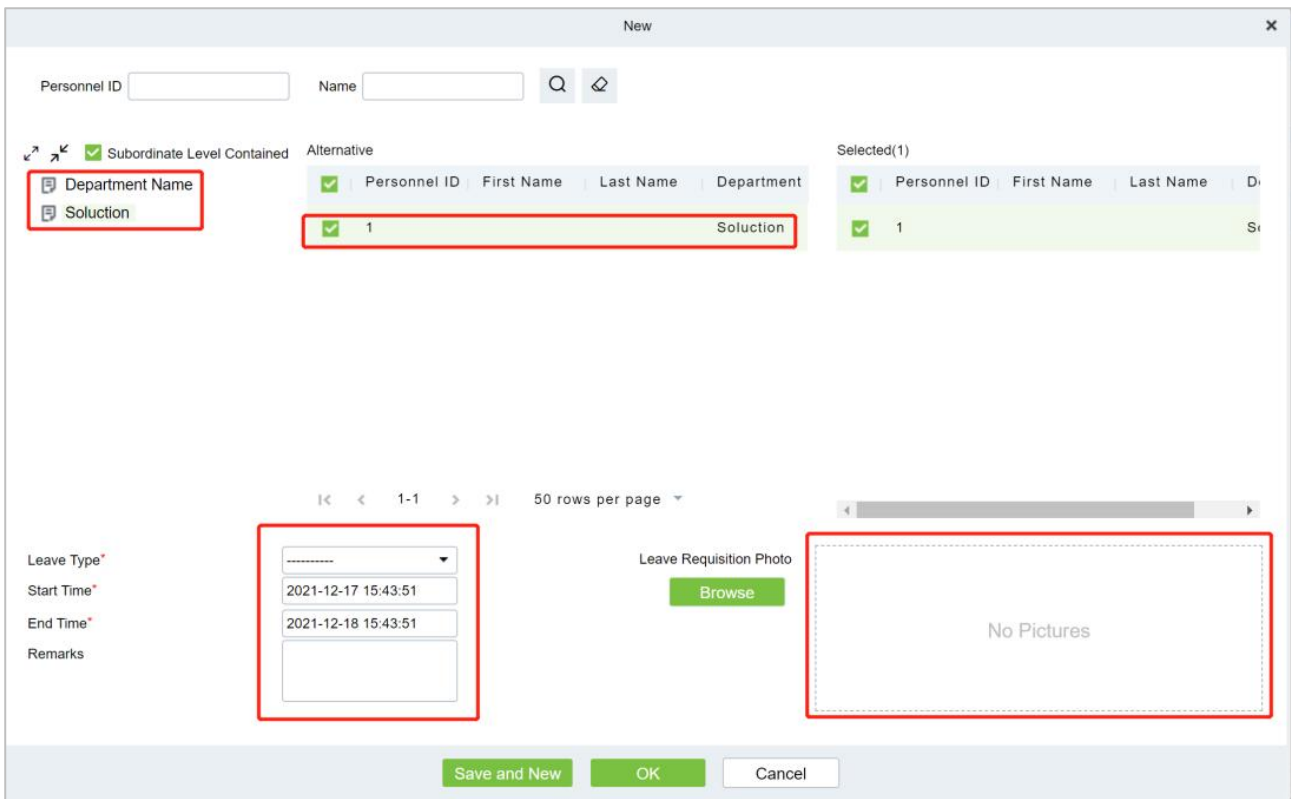 New
Personnel ID Name
Subordinate Level Contained Alternative Selected(1)
Department Name
Soluction
Personnel ID First Name Last Name Department
1 Soluction
Personnel ID First Name Last Name
1
1-1 50 rows per page
Leave Type*
----------
Start Time* 2021-12-17 15:43:51
End Time* 2021-12-18 15:43:51
Remarks
Leave Requisition Photo
Browse
No Pictures
Save and New OK Cancel